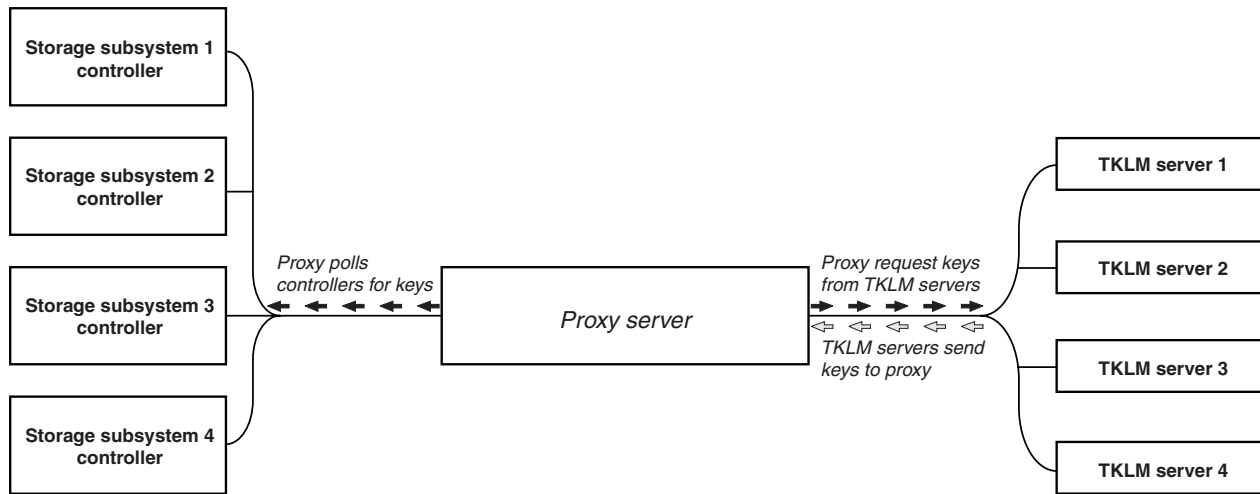 Storage subsystem 1
controller
Storage subsystem 2
controller
Storage subsystem 3
controller
Storage subsystem 4
controller
Proxy polls
controllers for keys
Proxy server
Proxy request keys
from TKLM servers
TKLM servers send
keys to proxy
TKLM server 1
TKLM server 2
TKLM server 3
TKLM server 4